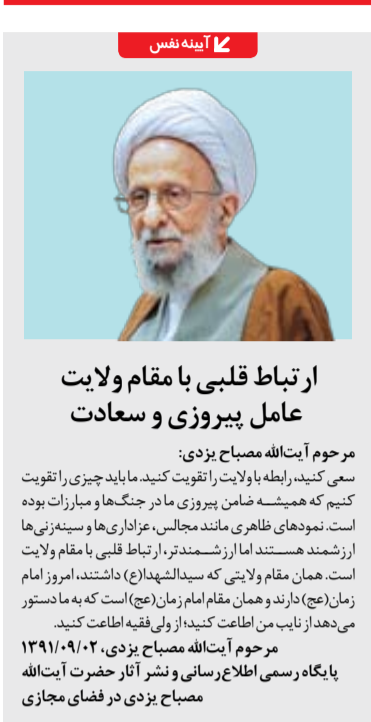 آیینه نفس
ارتباط قلبی با مقام ولایت
عامل پیروزی و سعادت
مرحوم آیت‌الله مصباح یزدی:
سعی کنید، رابطه با ولایت را تقویت کنید. ما باید چیزی را تقویت
کنیم که همیشـــه ضامن پیروزی ما در جنگ‌ها و مبارزات بوده
است. نمودهای ظاهری مانند مجالس، عزاداری‌ها و سینه‌زنی‌ها
ارزشمند هســـتند اما ارزشـــمندتر، ارتباط قلبی با مقام ولایت
است. همان مقام ولایتی که سیدالشهدا(ع) داشتند، امروز امام
زمان(عج) دارند و همان مقام امام زمان(عج) است که به ما دستور
می‌دهد از نایب من اطاعت کنید؛ از ولی فقیه اطاعت کنید.
مرحوم آیت‌الله مصباح یزدی، ۱۳۹۱/۰۹/۰۲
پایگاه رسمی اطلاع‌رسانی و نشر آثار حضرت آیت‌الله
مصباح یزدی در فضای مجازی